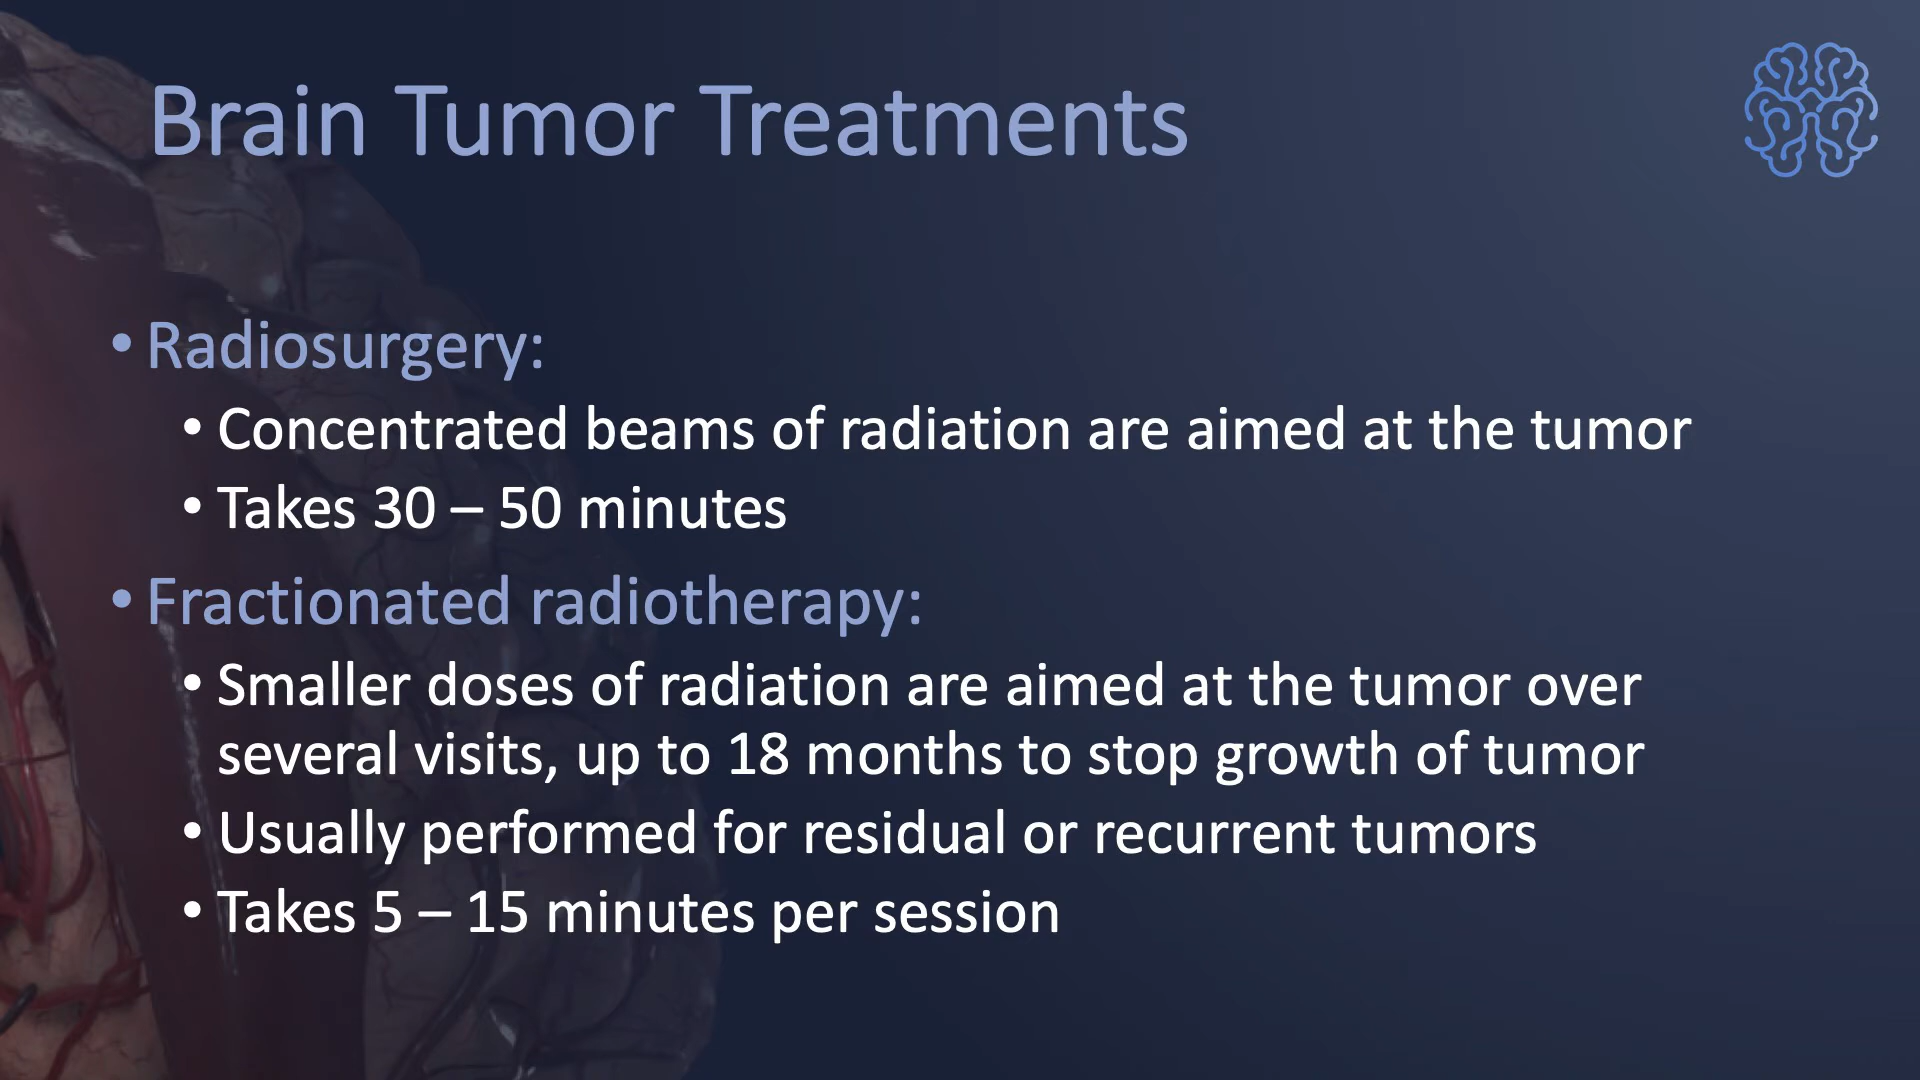 Brain Tumor Treatments
• Radiosurgery:
• Concentrated beams of radiation are aimed at the tumor
• Takes 30 – 50 minutes
• Fractionated radiotherapy:
• Smaller doses of radiation are aimed at the tumor over
several visits, up to 18 months to stop growth of tumor
• Usually performed for residual or recurrent tumors
• Takes 5 – 15 minutes per session